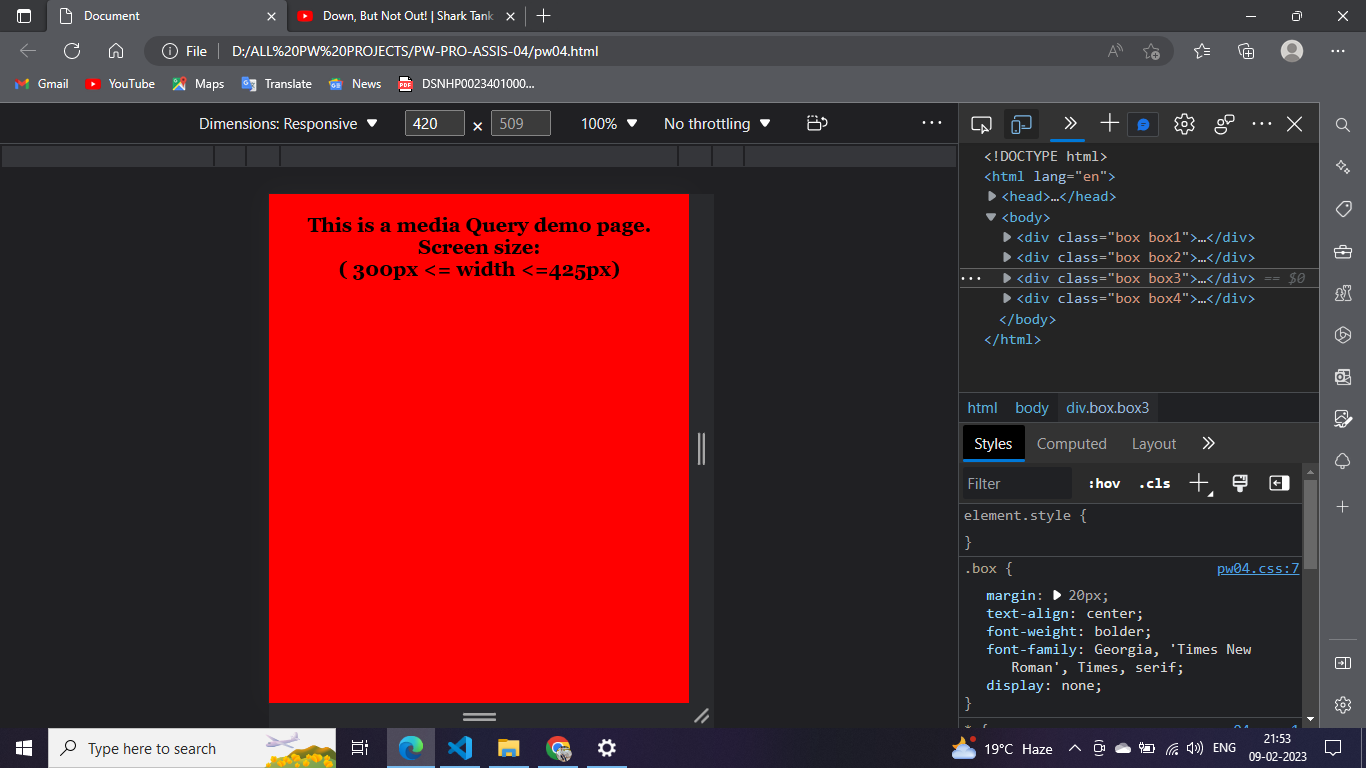 Document
Down, But Not Out! | Shark Tank
File
D:/ALL%20PW%20PROJECTS/PW-PRO-ASSIS-04/pw04.html
Gmail
YouTube
Maps
Translate
News
PDF
DSNHP0023401000...
Dimensions: Responsive
420
×
509
100%
No throttling
This is a media Query demo page.
Screen size:
( 300px <= width <=425px)
<!DOCTYPE html>
<html lang="en">
<head>…</head>
<body>
<div class="box box1">…</div>
<div class="box box2">…</div>
<div class="box box3">…</div> == $0
<div class="box box4">…</div>
</body>
</html>
html body div.box.box3
Styles Computed Layout
Filter :hov .cls
element.style {
}
.box { pw04.css:7
margin: 20px;
text-align: center;
font-weight: bolder;
font-family: Georgia, 'Times New
Roman', Times, serif;
display: none;
}
Type here to search
19°C Haze
ENG
21:53
09-02-2023